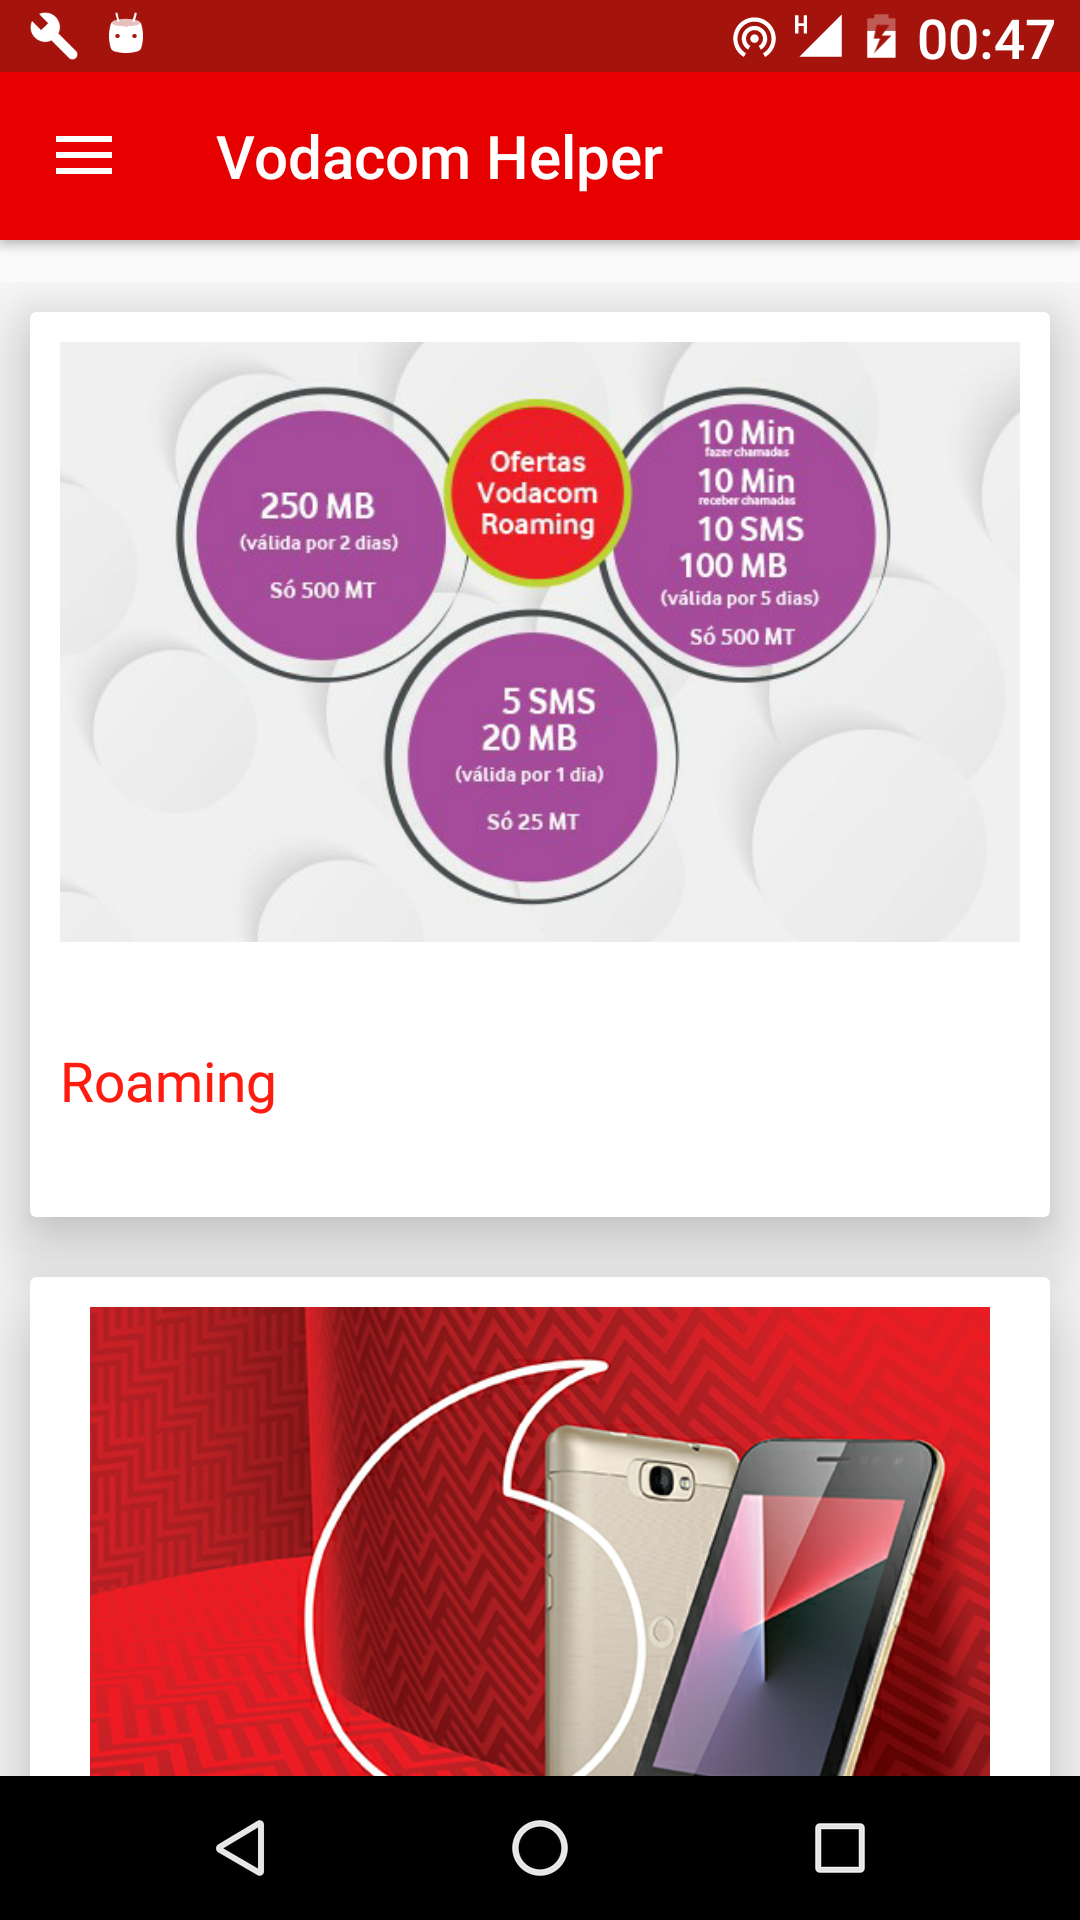 H 00:47
Vodacom Helper
250 MB
(válida por 2 dias)
Só 500 MT
Ofertas
Vodacom
Roaming
10 Min
fazer chamadas
10 Min
receber chamadas
10 SMS
100 MB
(válida por 5 dias)
Só 500 MT
5 SMS
20 MB
(válida por 1 dia)
Só 25 MT
Roaming